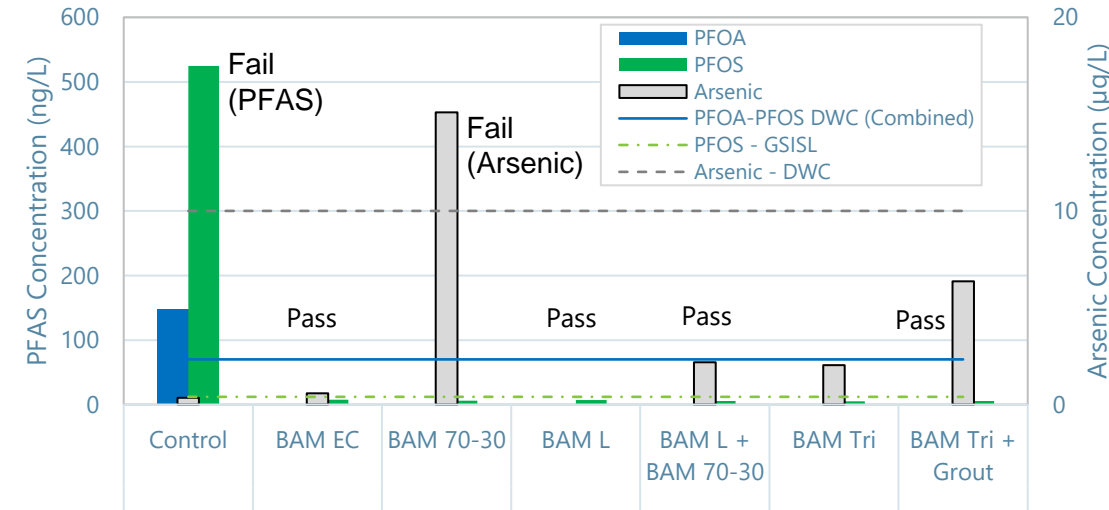 600
500
400
300
200
100
0
PFAS Concentration (ng/L)
20
10
0
Arsenic Concentration (µg/L)
PFOA
PFOS
Arsenic
PFOA-PFOS DWC (Combined)
PFOS - GSISL
Arsenic - DWC
Fail
(PFAS)
Fail
(Arsenic)
Pass
Pass
Pass
Pass
Control
BAM EC
BAM 70-30
BAM L
BAM L +
BAM 70-30
BAM Tri
BAM Tri +
Grout